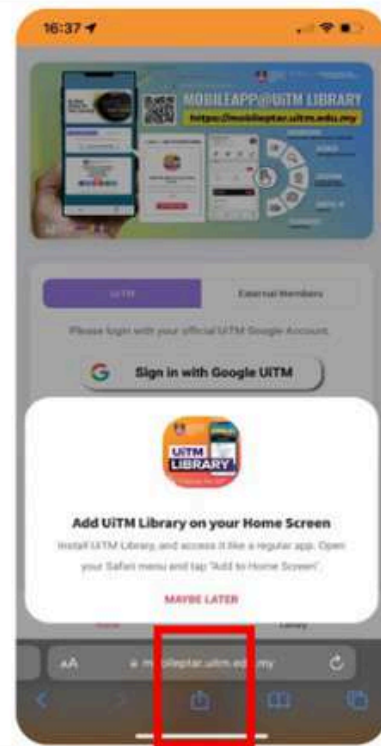 16:37
MOBILEAPP@UiTM LIBRARY
https://mobileptar.uitm.edu.my
UiTM
External Members
Please login with your official UiTM Google Account.
Sign in with Google UiTM
UiTM
LIBRARY
Add UiTM Library on your Home Screen
Install UiTM Library, and access it like a regular app. Open
your Safari menu and tap "Add to Home Screen".
MAYBE LATER
Home
Library
AA
mobileptar.uitm.edu.my